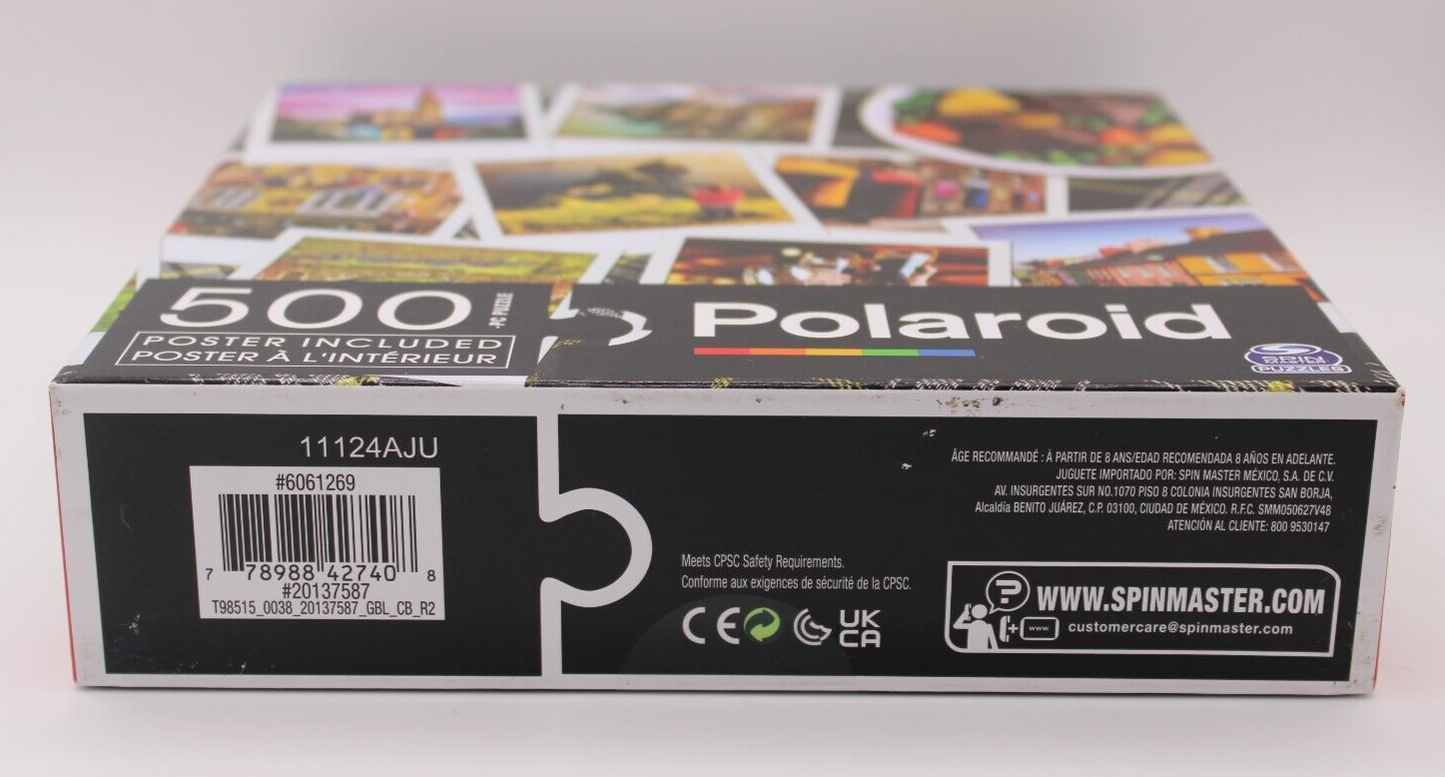 500
-PC PUZZLE
POSTER INCLUDED
POSTER À L'INTÉRIEUR
Polaroid
SPIN
MASTER
PUZZLES
11124AJU
#6061269
7 78988 42740 8
#20137587
T98515_0038_20137587_GBL_CB_R2
Meets CPSC Safety Requirements.
Conforme aux exigences de sécurité de la CPSC.
CE
UK
CA
ÂGE RECOMMANDÉ : À PARTIR DE 8 ANS/EDAD RECOMENDADA 8 AÑOS EN ADELANTE.
JUGUETE IMPORTADO POR: SPIN MASTER MÉXICO, S.A. DE C.V.
AV. INSURGENTES SUR NO.1070 PISO 8 COLONIA INSURGENTES SAN BORJA,
Alcaldía BENITO JUÁREZ, C.P. 03100, CIUDAD DE MÉXICO. R.F.C. SMM050627V48
ATENCIÓN AL CLIENTE: 800 9530147
?
WWW.SPINMASTER.COM
+ www. customercare@spinmaster.com